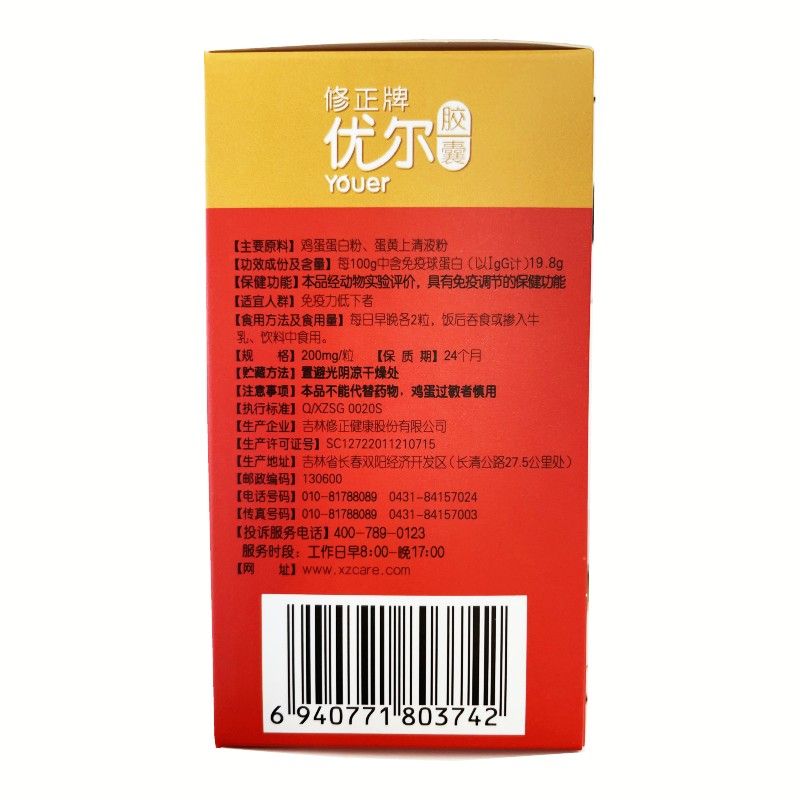 修正牌
优尔胶囊
Youer
【主要原料】鸡蛋蛋白粉、蛋黄上清液粉
【功效成份及含量】每100g中含免疫球蛋白（以IgG计）19.8g
【保健功能】本品经动物实验评价，具有免疫调节的保健功能
【适宜人群】免疫力低下者
【食用方法及食用量】每日早晚各2粒，饭后吞食或掺入牛
乳、饮料中食用。
【规 格】200mg/粒 【保 质 期】24个月
【贮藏方法】置避光阴凉干燥处
【注意事项】本品不能代替药物，鸡蛋过敏者慎用
【执行标准】Q/XZSG 0020S
【生产企业】吉林修正健康股份有限公司
【生产许可证号】SC12722011210715
【生产地址】吉林省长春双阳经济开发区（长清公路27.5公里处）
【邮政编码】130600
【电话号码】010-81788089 0431-84157024
【传真号码】010-81788089 0431-84157003
【投诉服务电话】400-789-0123
服务时段：工作日早8:00-晚17:00
【网 址】www.xzcare.com
6 940771 803742